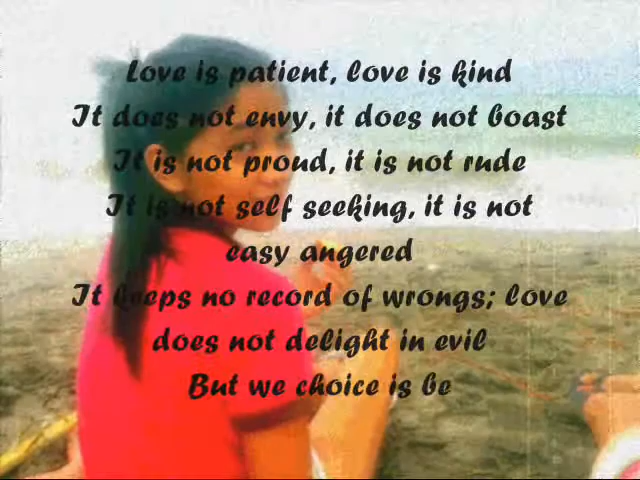 Love is patient, love is kind
It does not envy, it does not boast
It is not proud, it is not rude
It is not self seeking, it is not
easy angered
It keeps no record of wrongs; love
does not delight in evil
But we choice is be